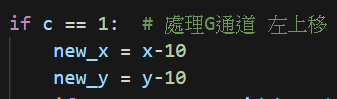 if c == 1:  # 處理G通道 左上移
    new_x = x-10
    new_y = y-10